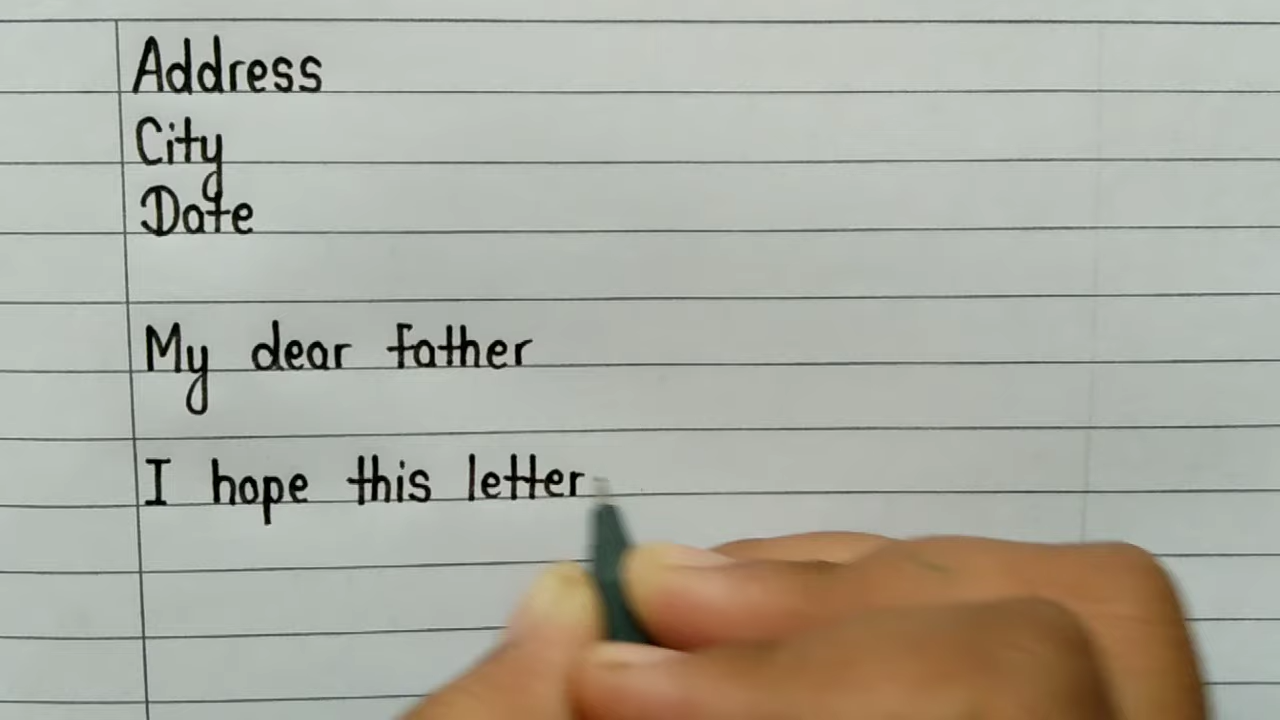 Address
City
Date
My dear father
I hope this letter